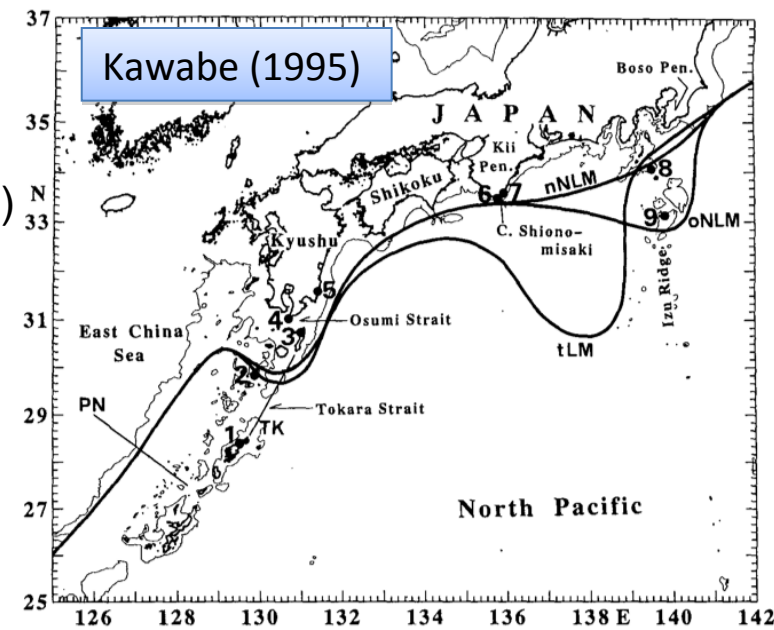 Kawabe (1995)
37
35
N
33
31
29
27
25
)
Boso Pen.
JAPAN
Kii
Pen.
Shikoku
nNLM
8
6 7
9
oNLM
C. Shiono-
misaki
Kyushu
5
4
Osumi Strait
3
Izu Ridge
tLM
East China
Sea
2
PN
Tokara Strait
1
TK
North Pacific
126 128 130 132 134 136 138 E 140 142